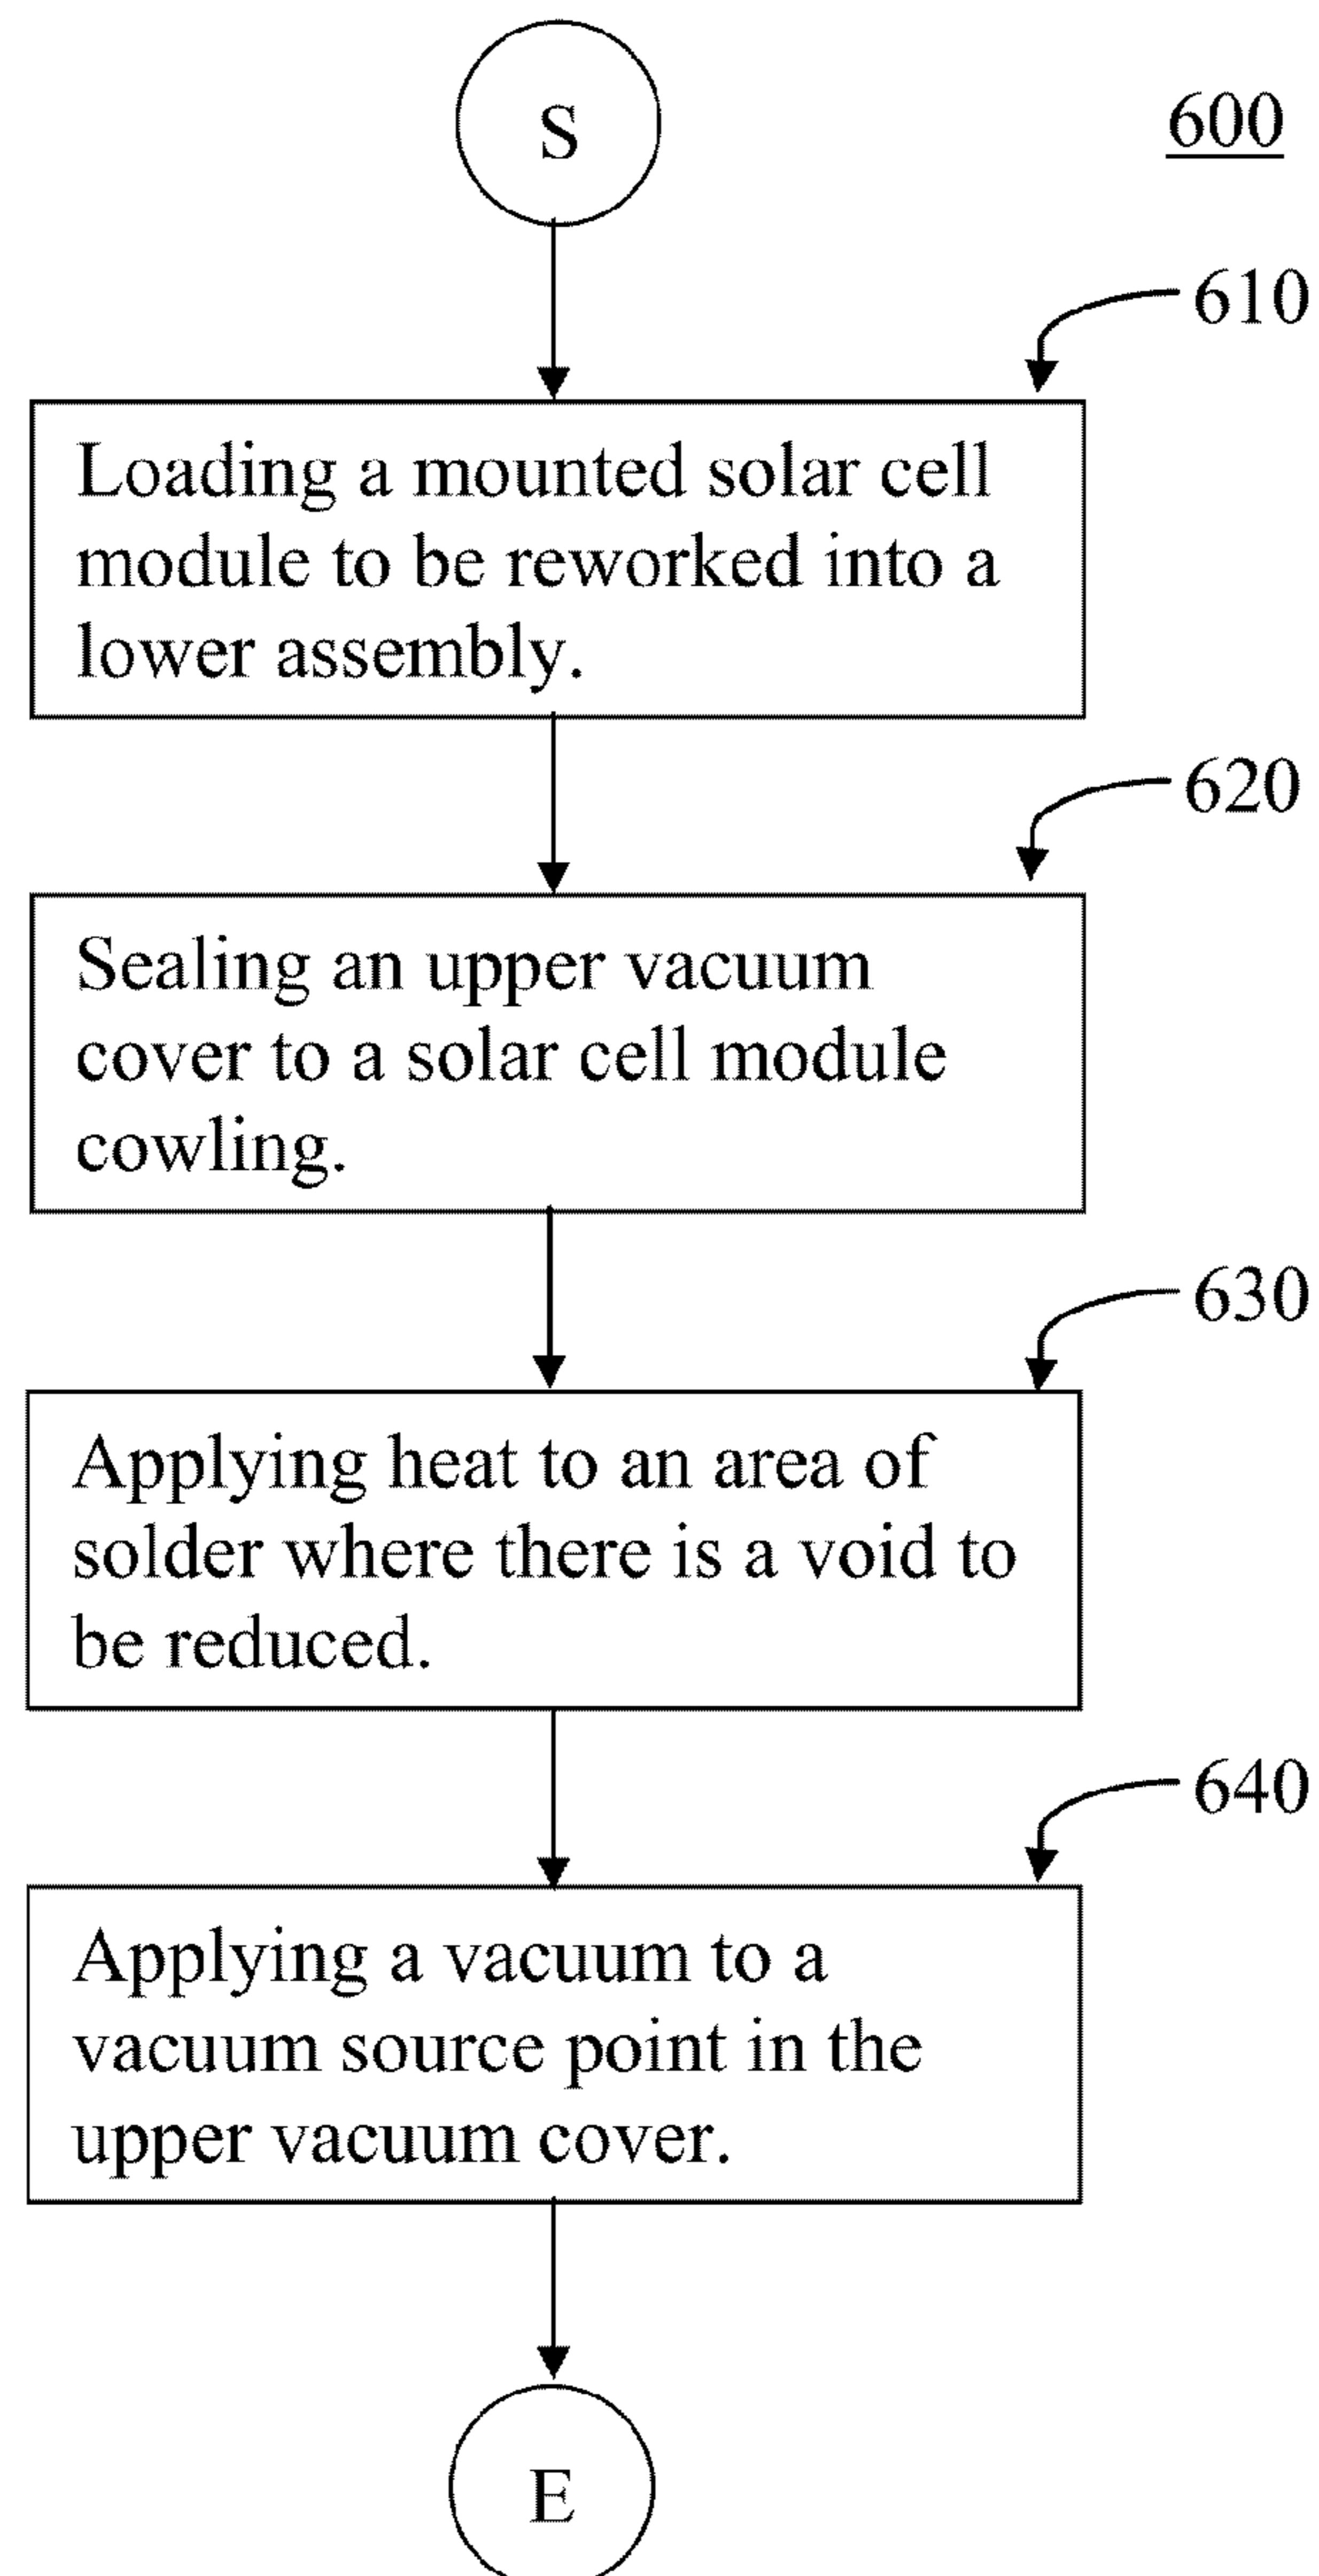 S
600
610
Loading a mounted solar cell
module to be reworked into a
lower assembly.
620
Sealing an upper vacuum
cover to a solar cell module
cowling.
630
Applying heat to an area of
solder where there is a void to
be reduced.
640
Applying a vacuum to a
vacuum source point in the
upper vacuum cover.
E